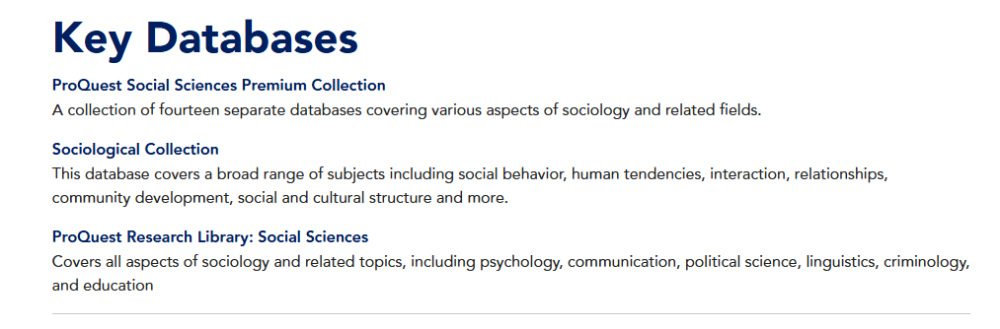 Key Databases
ProQuest Social Sciences Premium Collection
A collection of fourteen separate databases covering various aspects of sociology and related fields.
Sociological Collection
This database covers a broad range of subjects including social behavior, human tendencies, interaction, relationships,
community development, social and cultural structure and more.
ProQuest Research Library: Social Sciences
Covers all aspects of sociology and related topics, including psychology, communication, political science, linguistics, criminology,
and education